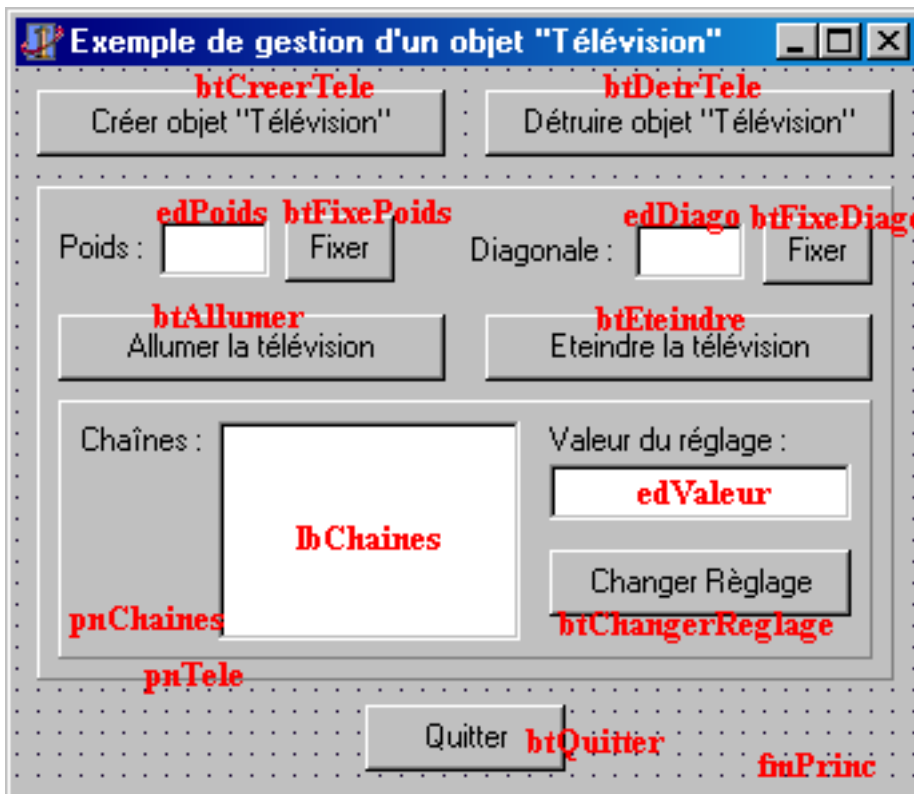 Exemple de gestion d'un objet "Télévision"
btCreerTele btDetrTele
Créer objet "Télévision" Détruire objet "Télévision"
edPoids btFixePoids edDiago btFixeDiago
Poids : Fixer Diagonale : Fixer
btAllumer btEteindre
Allumer la télévision Eteindre la télévision
Chaînes : Valeur du réglage :
edValeur
lbChaines
Changer Règlage
pnChaines btChangerReglage
pnTele
Quitter btQuitter
fmPrinc